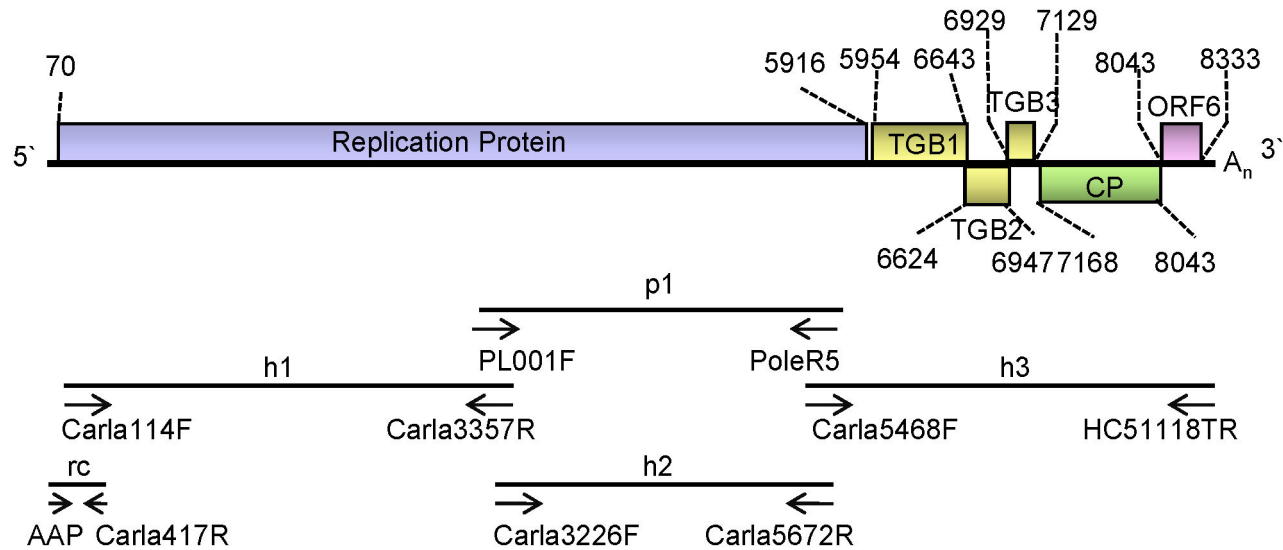 6929 7129
70 5916 5954 6643 8043 8333
TGB3 ORF6
5` Replication Protein TGB1 An 3`
CP
TGB2
6624 6947 7168 8043
p1
PL001F PoleR5
h1 h3
Carla114F Carla3357R Carla5468F HC51118TR
rc h2
AAP Carla417R Carla3226F Carla5672R